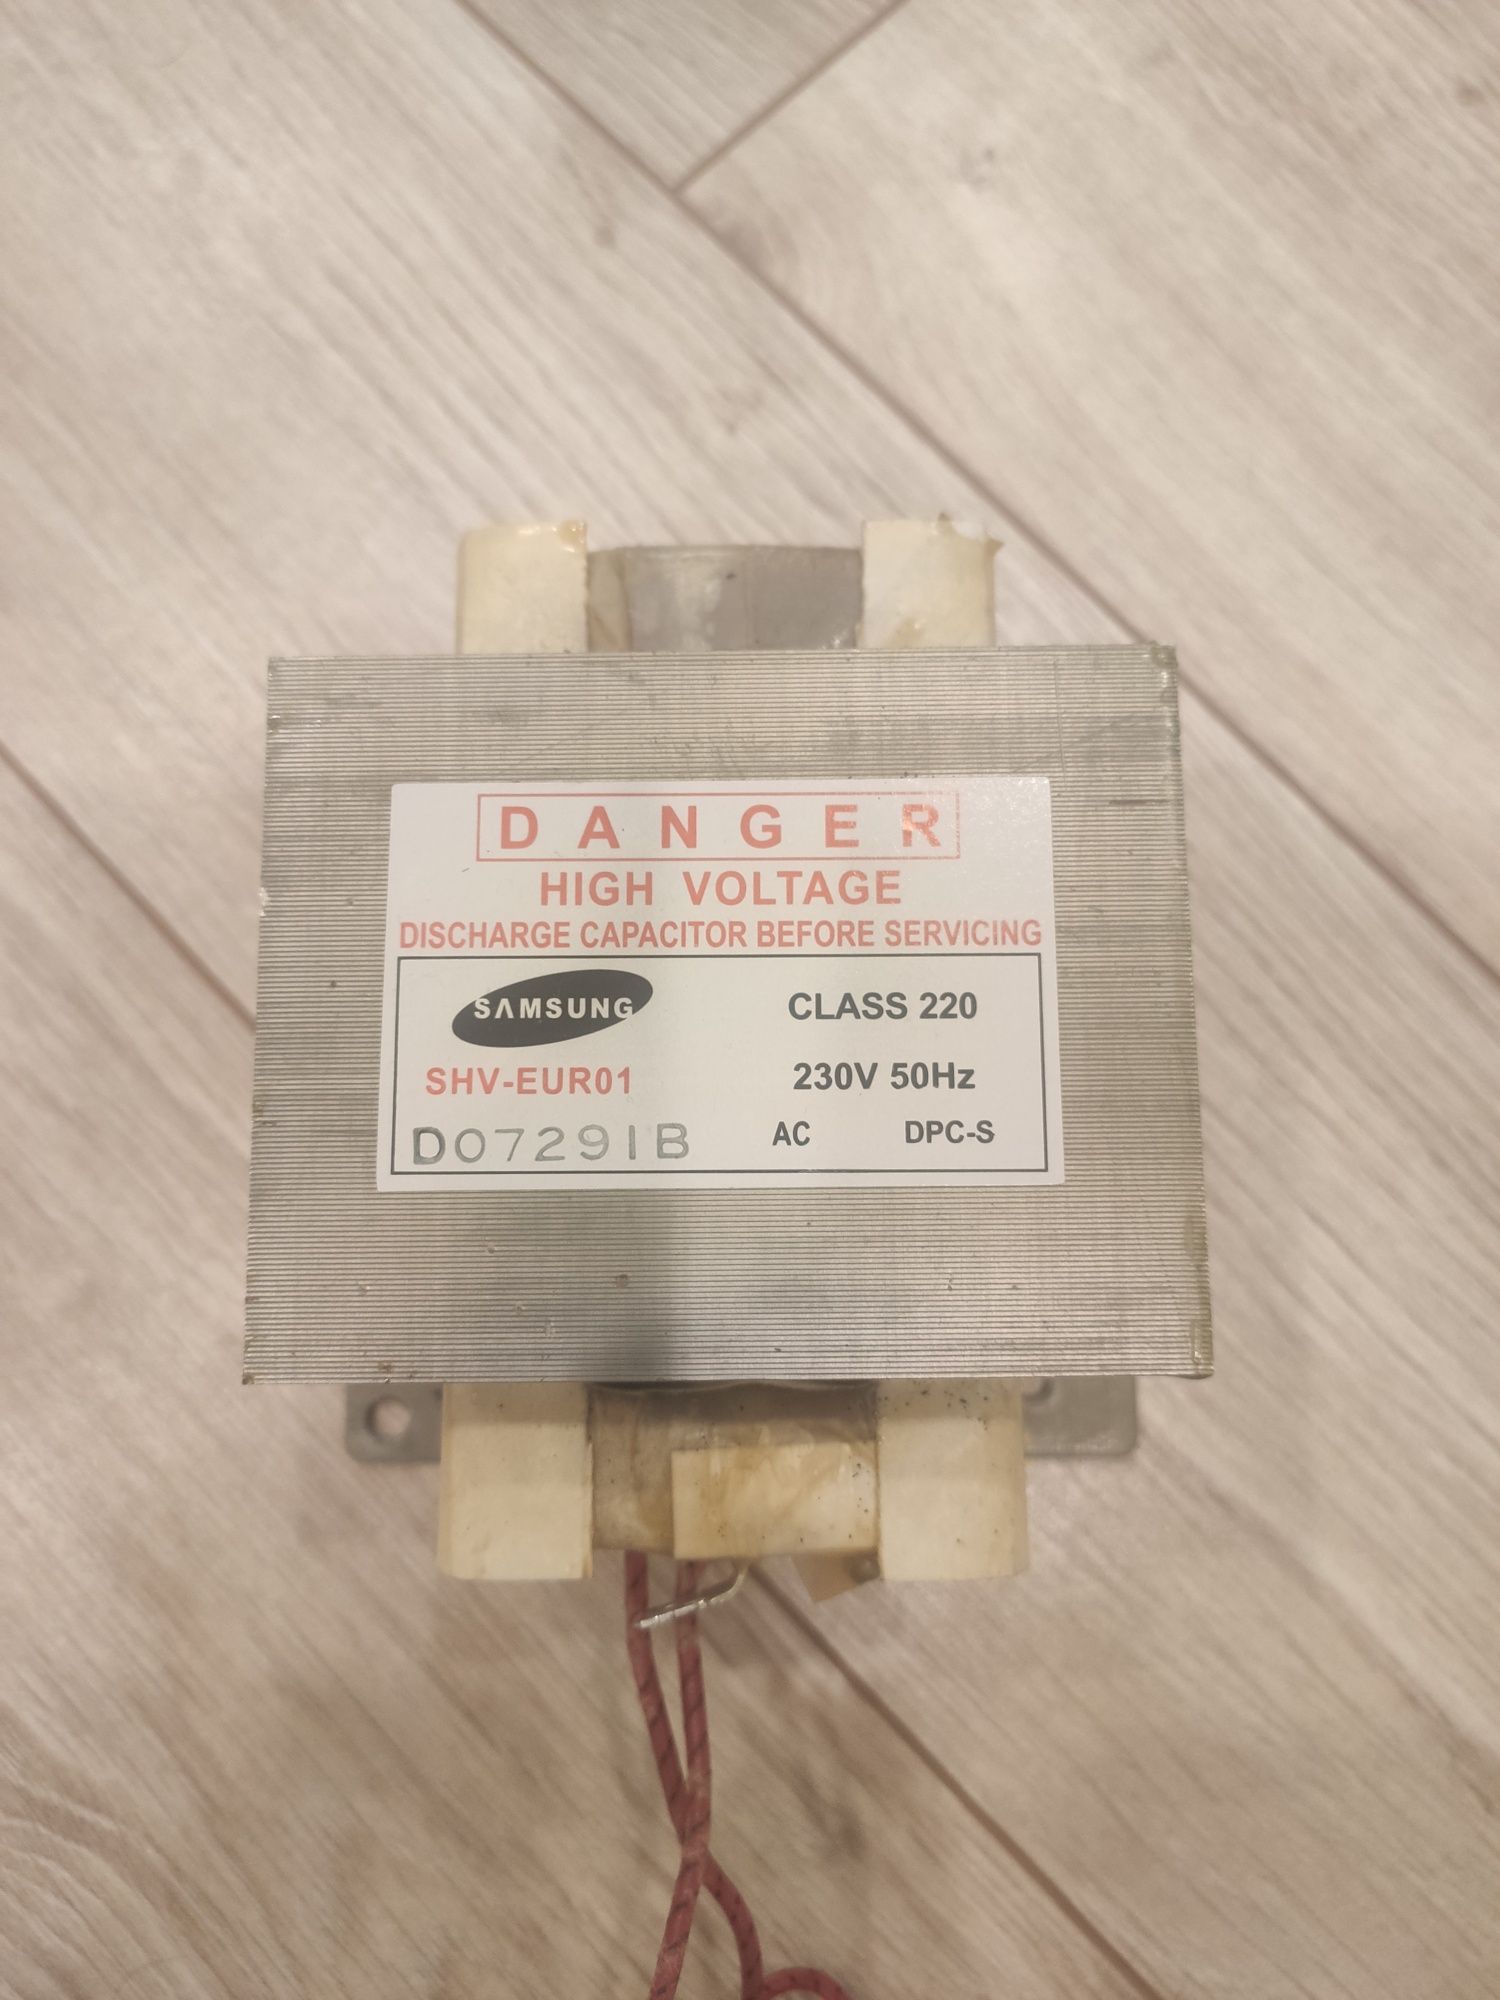 DANGER
HIGH VOLTAGE
DISCHARGE CAPACITOR BEFORE SERVICING
SAMSUNG
CLASS 220
SHV-EUR01
230V 50Hz
D07291B
AC DPC-S